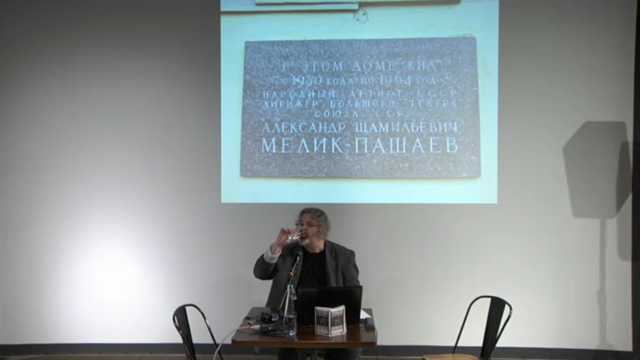 В ЭТОМ ДОМЕ ЖИЛ
С 1930 ГОДА ПО 1964 ГОД
НАРОДНЫЙ АРТИСТ СССР
ДИРИЖЕР БОЛЬШОГО ТЕАТРА
СОЮЗА ССР
АЛЕКСАНДР ШАМИЛЬЕВИЧ
МЕЛИК-ПАШАЕВ